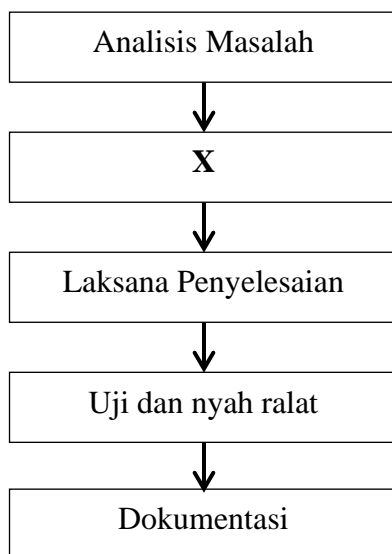 Analisis Masalah
X
Laksana Penyelesaian
Uji dan nyah ralat
Dokumentasi